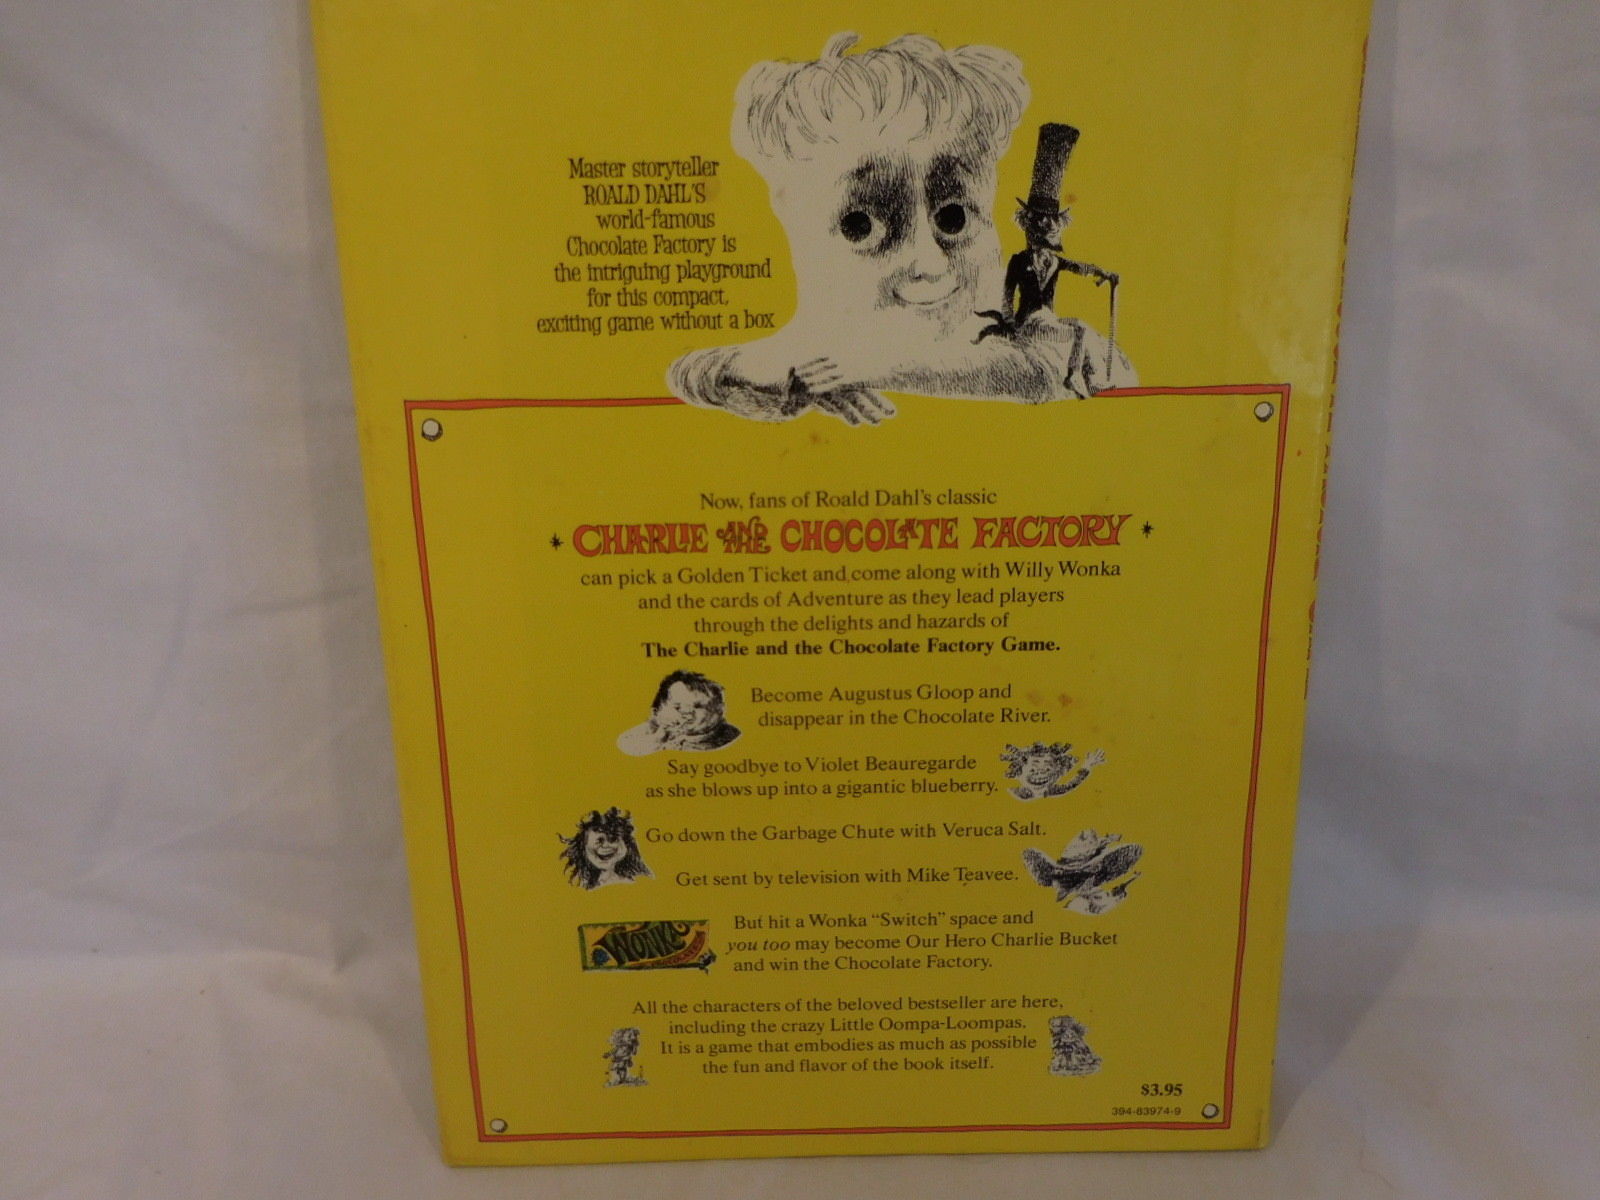 Master storyteller
ROALD DAHL'S
world-famous
Chocolate Factory is
the intriguing playground
for this compact,
exciting game without a box
Now, fans of Roald Dahl's classic
CHARLIE AND THE CHOCOLATE FACTORY
can pick a Golden Ticket and come along with Willy Wonka
and the cards of Adventure as they lead players
through the delights and hazards of
The Charlie and the Chocolate Factory Game.
Become Augustus Gloop and
disappear in the Chocolate River.
Say goodbye to Violet Beauregarde
as she blows up into a gigantic blueberry.
Go down the Garbage Chute with Veruca Salt.
Get sent by television with Mike Teavee.
WONKA
But hit a Wonka “Switch” space and
you too may become Our Hero Charlie Bucket
and win the Chocolate Factory.
All the characters of the beloved bestseller are here,
including the crazy Little Oompa-Loompas.
It is a game that embodies as much as possible
the fun and flavor of the book itself.
$3.95
394-83974-9